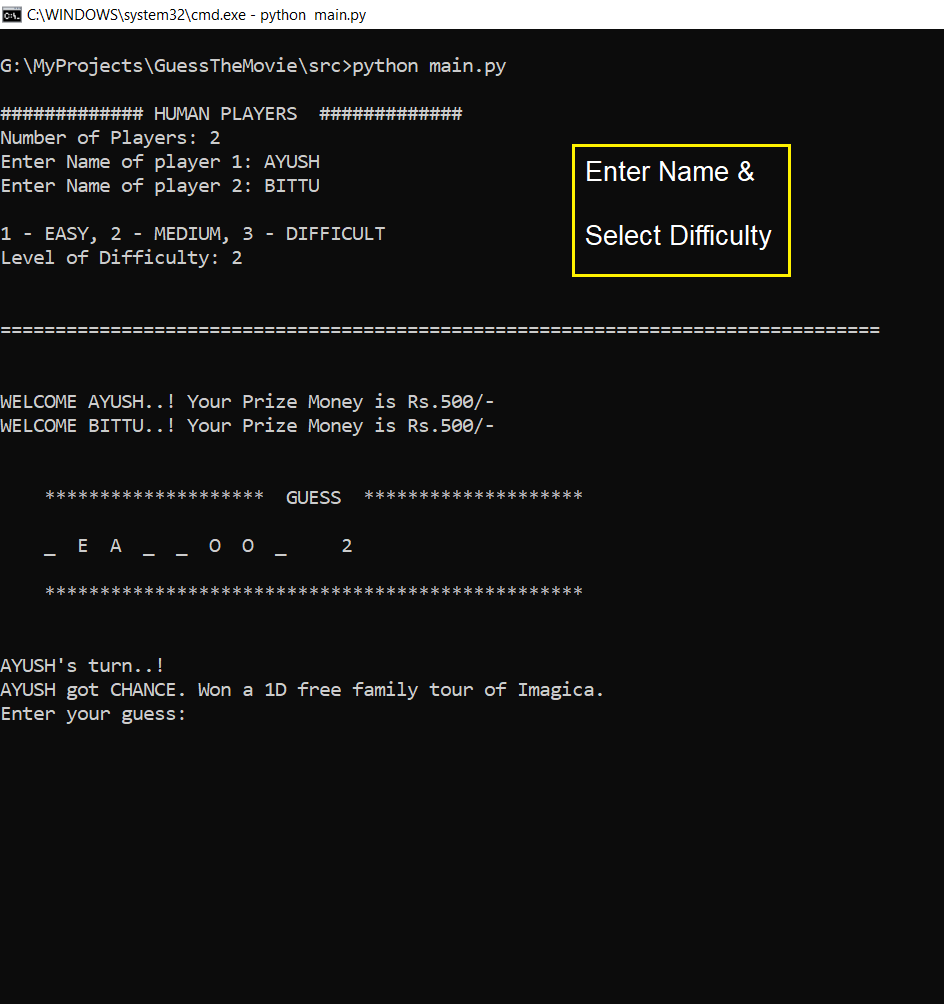 C:\WINDOWS\system32\cmd.exe - python  main.py
G:\MyProjects\GuessTheMovie\src>python main.py
############# HUMAN PLAYERS  #############
Number of Players: 2
Enter Name of player 1: AYUSH
Enter Name of player 2: BITTU
Enter Name &
Select Difficulty
1 - EASY, 2 - MEDIUM, 3 - DIFFICULT
Level of Difficulty: 2
================================================================================
WELCOME AYUSH..! Your Prize Money is Rs.500/-
WELCOME BITTU..! Your Prize Money is Rs.500/-
********************  GUESS  ********************
_  E  A  _  _  O  O  _     2
*************************************************
AYUSH's turn..!
AYUSH got CHANCE. Won a 1D free family tour of Imagica.
Enter your guess: